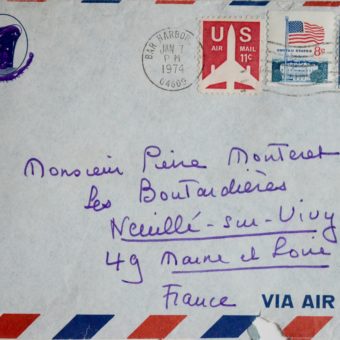 BAR HARBOR
JAN 7
PM
1974
04609
US
AIR MAIL
11c
UNITED STATES
8c
Monsieur Pierre Monteret
Les Boutardières
Neuillé-sur-Vivy
49 Maine et Loire
France
VIA AIR